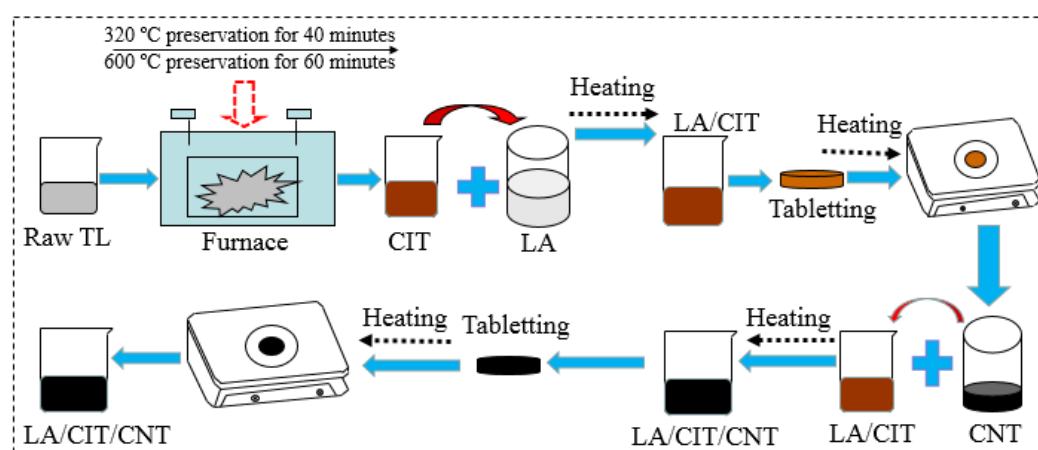 320 ℃ preservation for 40 minutes
600 ℃ preservation for 60 minutes
Heating
LA/CIT
Heating
Raw TL
Furnace
CIT
LA
Tabletting
Heating
Tabletting
Heating
LA/CIT/CNT
LA/CIT/CNT
LA/CIT
CNT